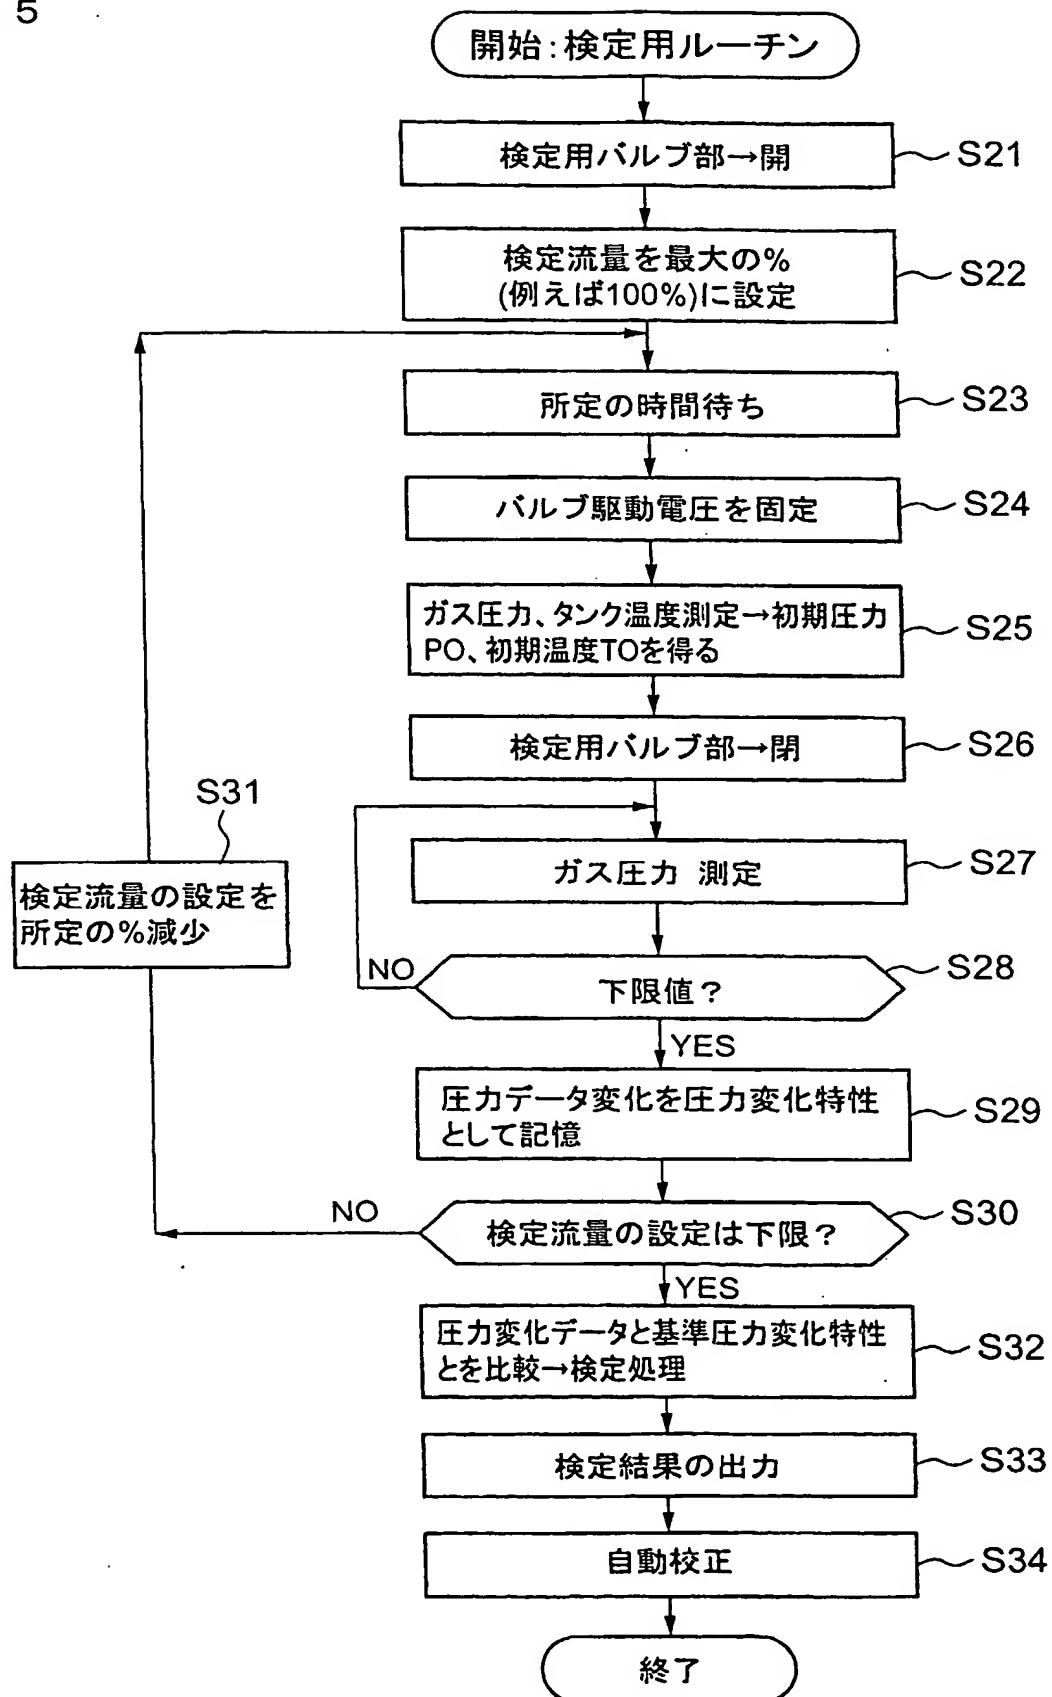 5
開始:検定用ルーチン
検定用バルブ部→開
S21
検定流量を最大の%
(例えば100%)に設定
S22
所定の時間待ち
S23
バルブ駆動電圧を固定
S24
ガス圧力、タンク温度測定→初期圧力
PO、初期温度TOを得る
S25
検定用バルブ部→閉
S26
S31
検定流量の設定を
所定の%減少
ガス圧力 測定
S27
NO
下限値?
S28
YES
圧力データ変化を圧力変化特性
として記憶
S29
NO
検定流量の設定は下限?
S30
YES
圧力変化データと基準圧力変化特性
とを比較→検定処理
S32
検定結果の出力
S33
自動校正
S34
終了